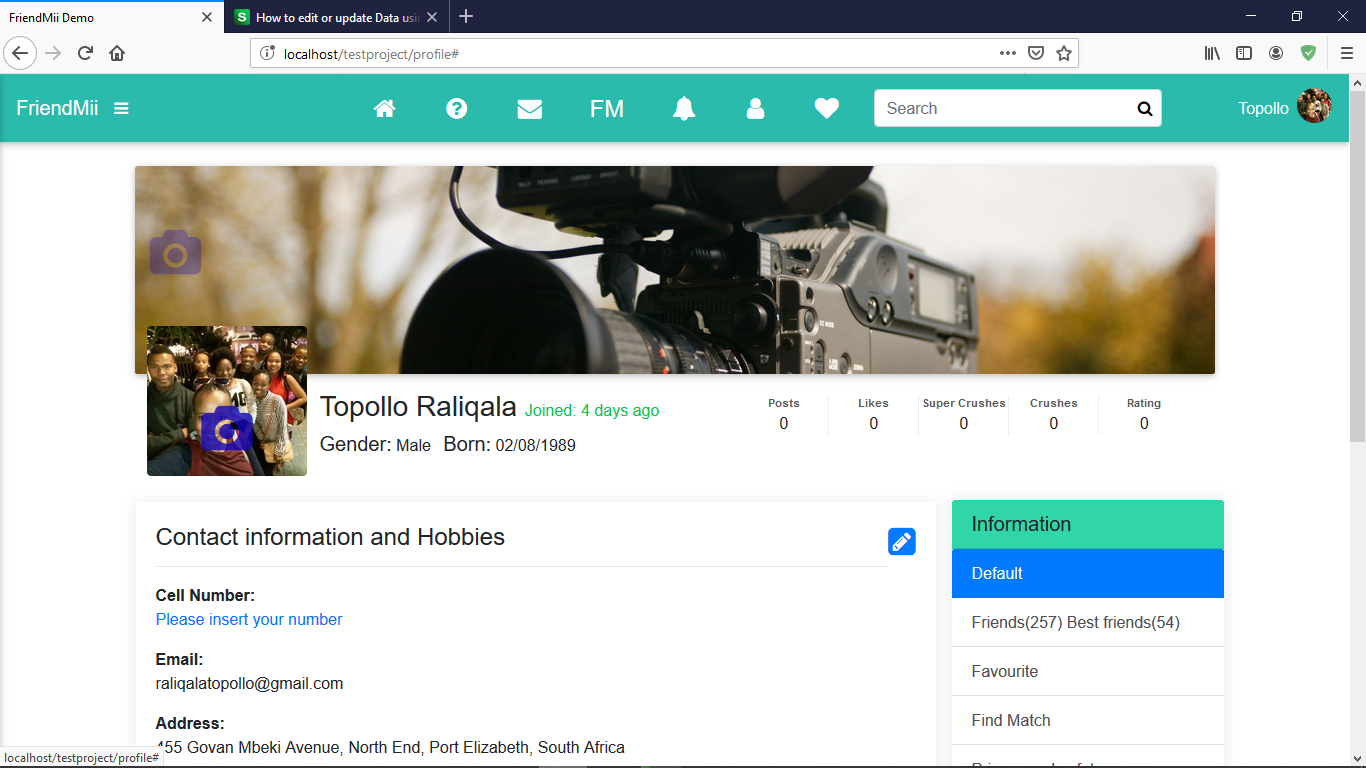 FriendMii Demo
How to edit or update Data usi
localhost/testproject/profile#
FriendMii
FM
Search
Topollo
Topollo Raliqala Joined: 4 days ago
Gender: Male Born: 02/08/1989
Posts Likes Super Crushes Crushes Rating
0 0 0 0 0
Contact information and Hobbies
Cell Number:
Please insert your number
Email:
raliqalatopollo@gmail.com
Address:
455 Govan Mbeki Avenue, North End, Port Elizabeth, South Africa
Information
Default
Friends(257) Best friends(54)
Favourite
Find Match
localhost/testproject/profile#